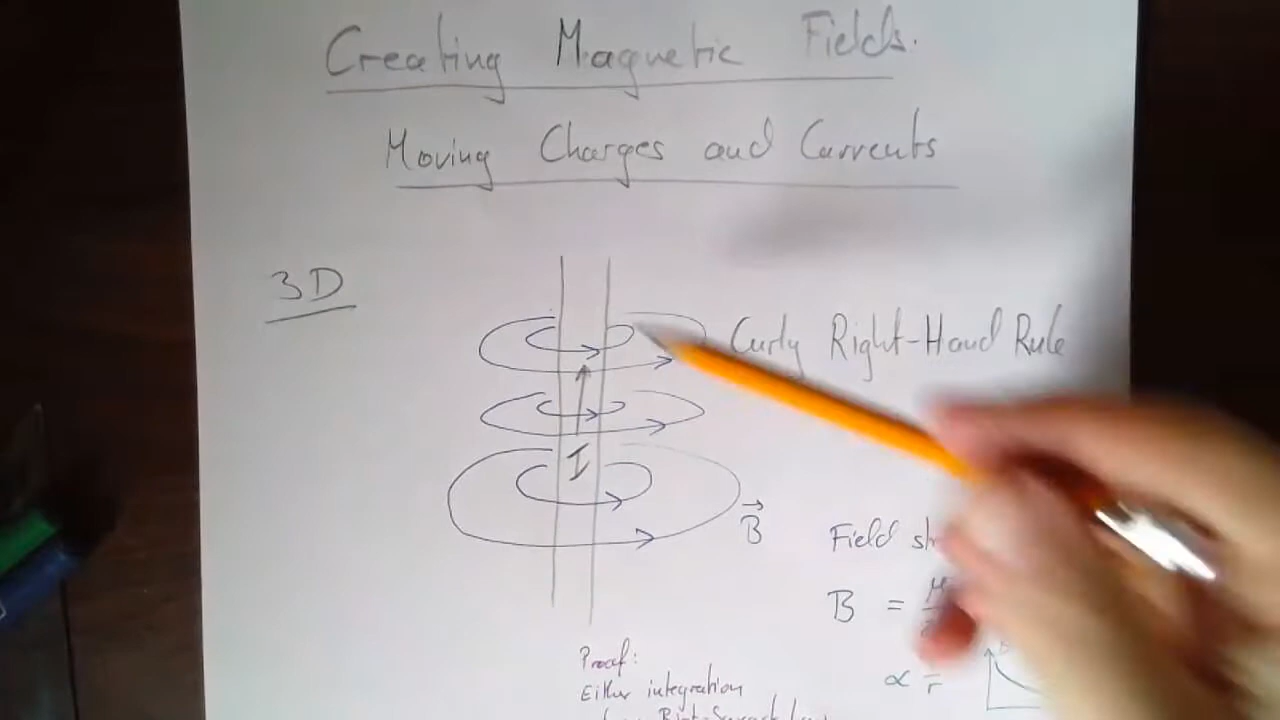 Creating Magnetic Fields.
Moving Charges and Currents
3D
Curly Right-Hand Rule
I
B
Field
B =
Proof:
Either integration